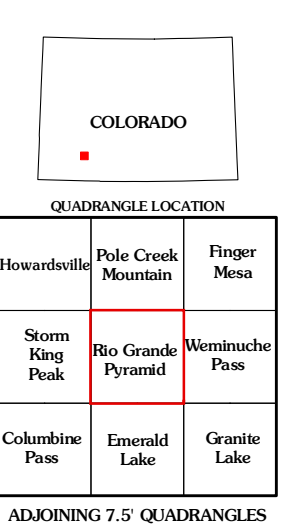 COLORADO
QUADRANGLE LOCATION
Howardsville
Pole Creek
Mountain
Finger
Mesa
Storm
King
Peak
Rio Grande
Pyramid
Weminuche
Pass
Columbine
Pass
Emerald
Lake
Granite
Lake
ADJOINING 7.5' QUADRANGLES